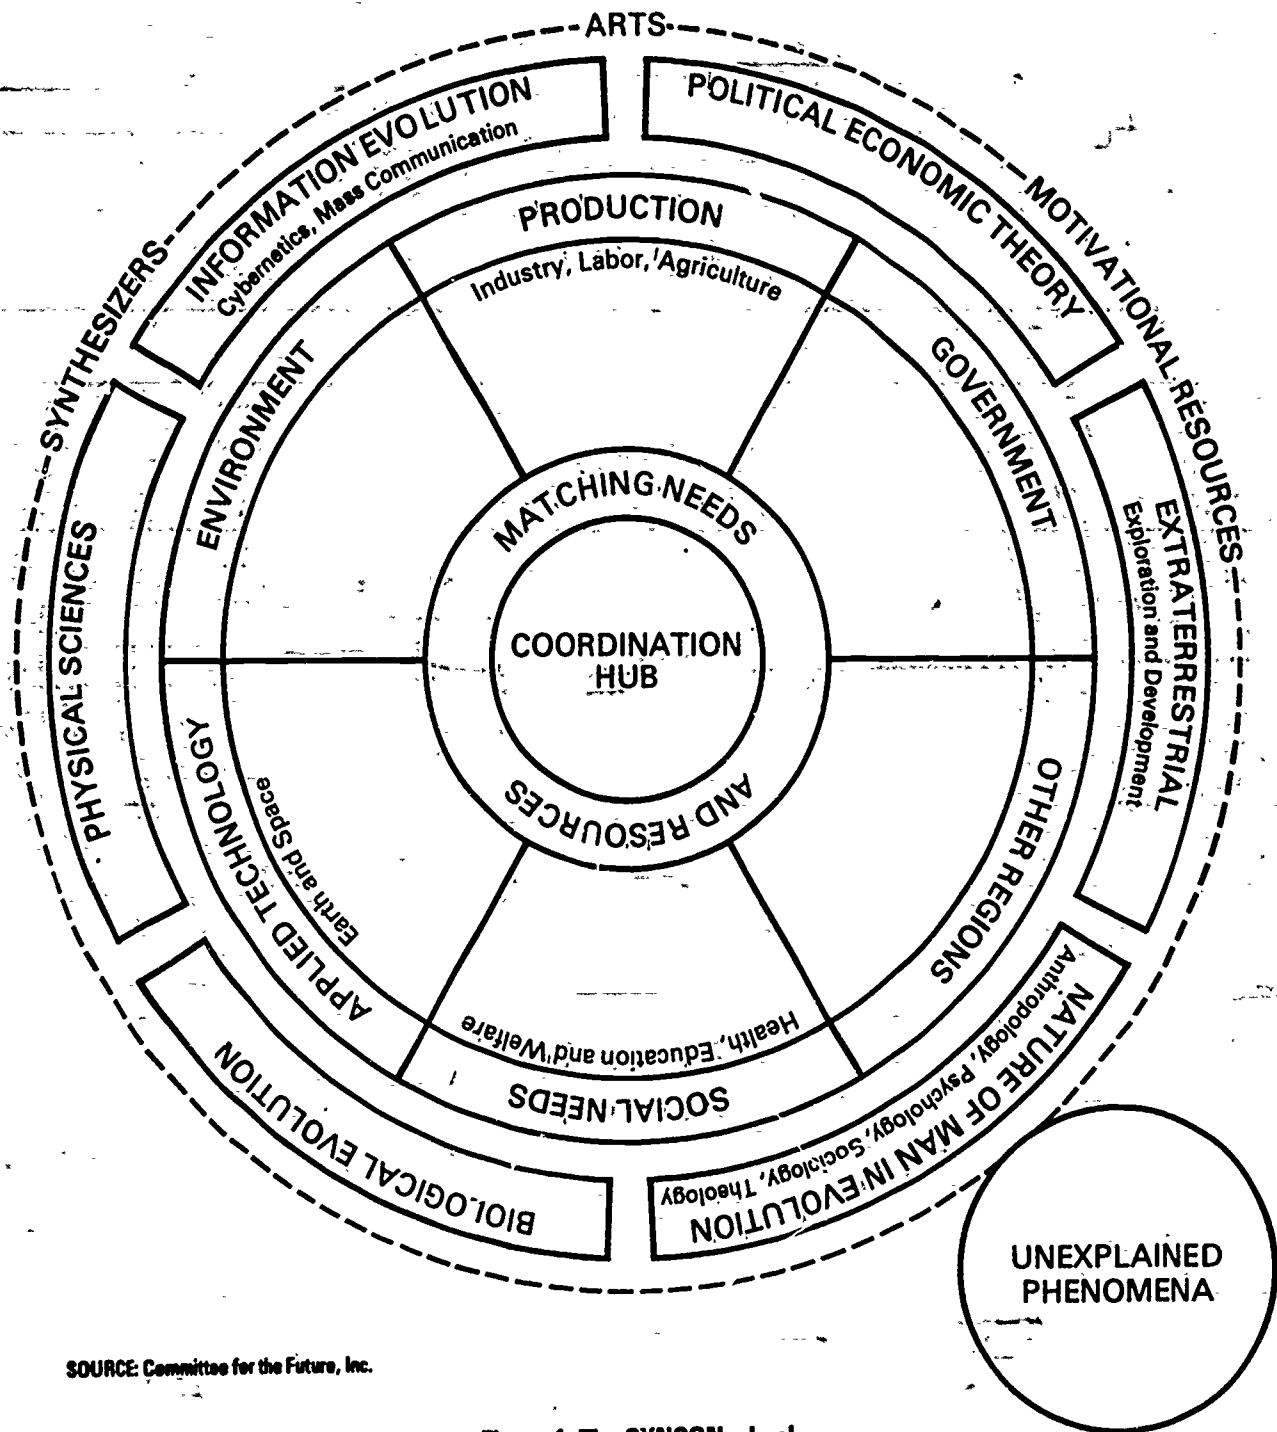 ARTS
SYNTHESIZERS
MOTIVATIONAL RESOURCES
INFORMATION EVOLUTION
Cybernetics, Mass Communication
POLITICAL ECONOMIC THEORY
EXTRATERRESTRIAL
Exploration and Development
NATURE OF MAN IN EVOLUTION
Anthropology, Psychology, Sociology, Theology
BIOLOGICAL EVOLUTION
PHYSICAL SCIENCES
PRODUCTION
Industry, Labor, Agriculture
GOVERNMENT
OTHER REGIONS
SOCIAL NEEDS
Health, Education and Welfare
APPLIED TECHNOLOGY
Earth and Space
ENVIRONMENT
MATCHING NEEDS
AND RESOURCES
COORDINATION
HUB
UNEXPLAINED
PHENOMENA
SOURCE: Committee for the Future, Inc.